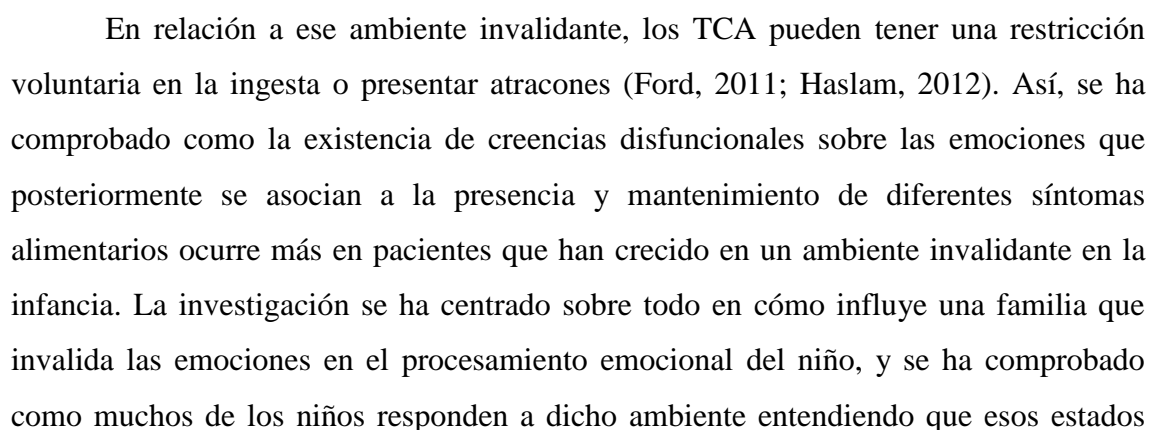 En relación a ese ambiente invalidante, los TCA pueden tener una restricción
voluntaria en la ingesta o presentar atracones (Ford, 2011; Haslam, 2012). Así, se ha
comprobado como la existencia de creencias disfuncionales sobre las emociones que
posteriormente se asocian a la presencia y mantenimiento de diferentes síntomas
alimentarios ocurre más en pacientes que han crecido en un ambiente invalidante en la
infancia. La investigación se ha centrado sobre todo en cómo influye una familia que
invalida las emociones en el procesamiento emocional del niño, y se ha comprobado
como muchos de los niños responden a dicho ambiente entendiendo que esos estados